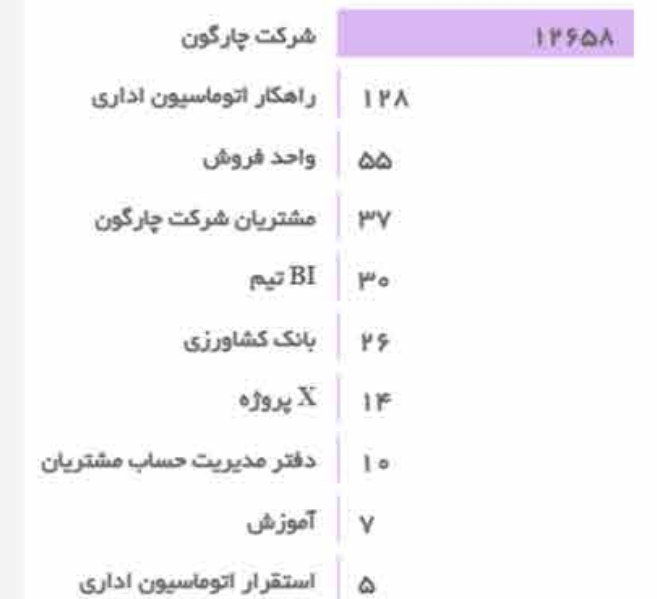 شرکت چارگون ۱۲۶۵۸
راهکار اتوماسیون اداری ۱۲۸
واحد فروش ۵۵
مشتریان شرکت چارگون ۳۷
BI تیم ۳۰
بانک کشاورزی ۲۶
X پروژه ۱۴
دفتر مدیریت حساب مشتریان ۱۰
آموزش ۷
استقرار اتوماسیون اداری ۵